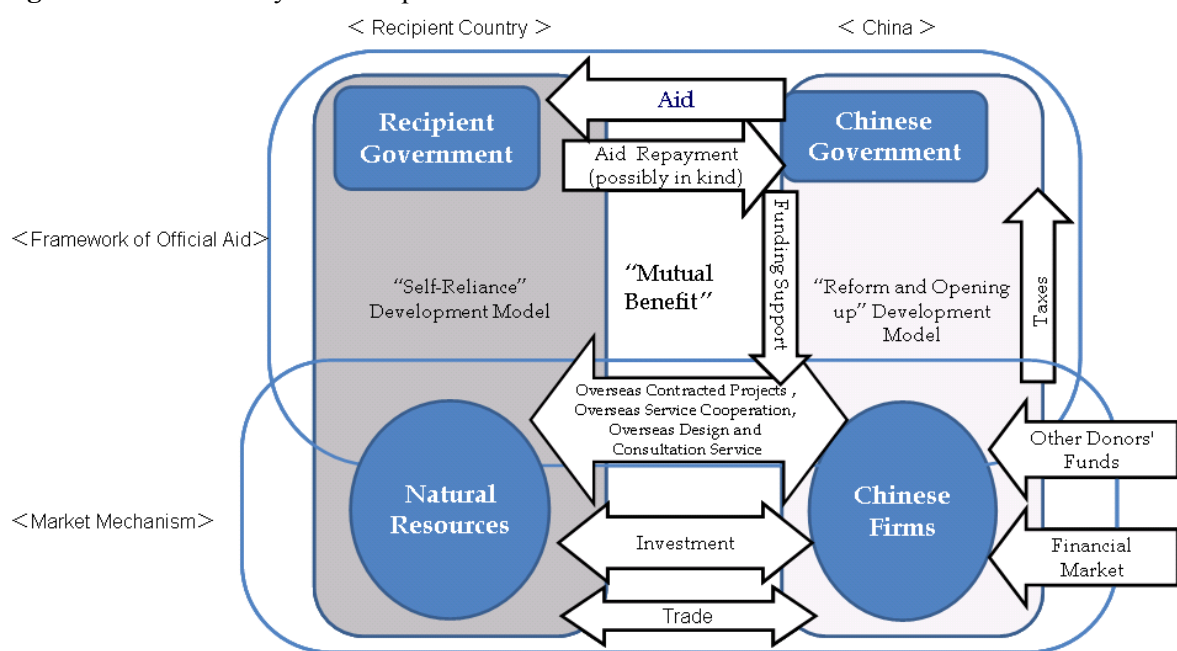 < Recipient Country >
< China >
Aid
Recipient
Government
Chinese
Government
Aid Repayment
(possibly in kind)
Funding Support
<Framework of Official Aid>
“Self-Reliance”
Development Model
“Mutual
Benefit”
“Reform and Opening
up” Development
Model
Taxes
Overseas Contracted Projects ,
Overseas Service Cooperation,
Overseas Design and
Consultation Service
Other Donors'
Funds
Natural
Resources
Chinese
Firms
<Market Mechanism>
Investment
Financial
Market
Trade